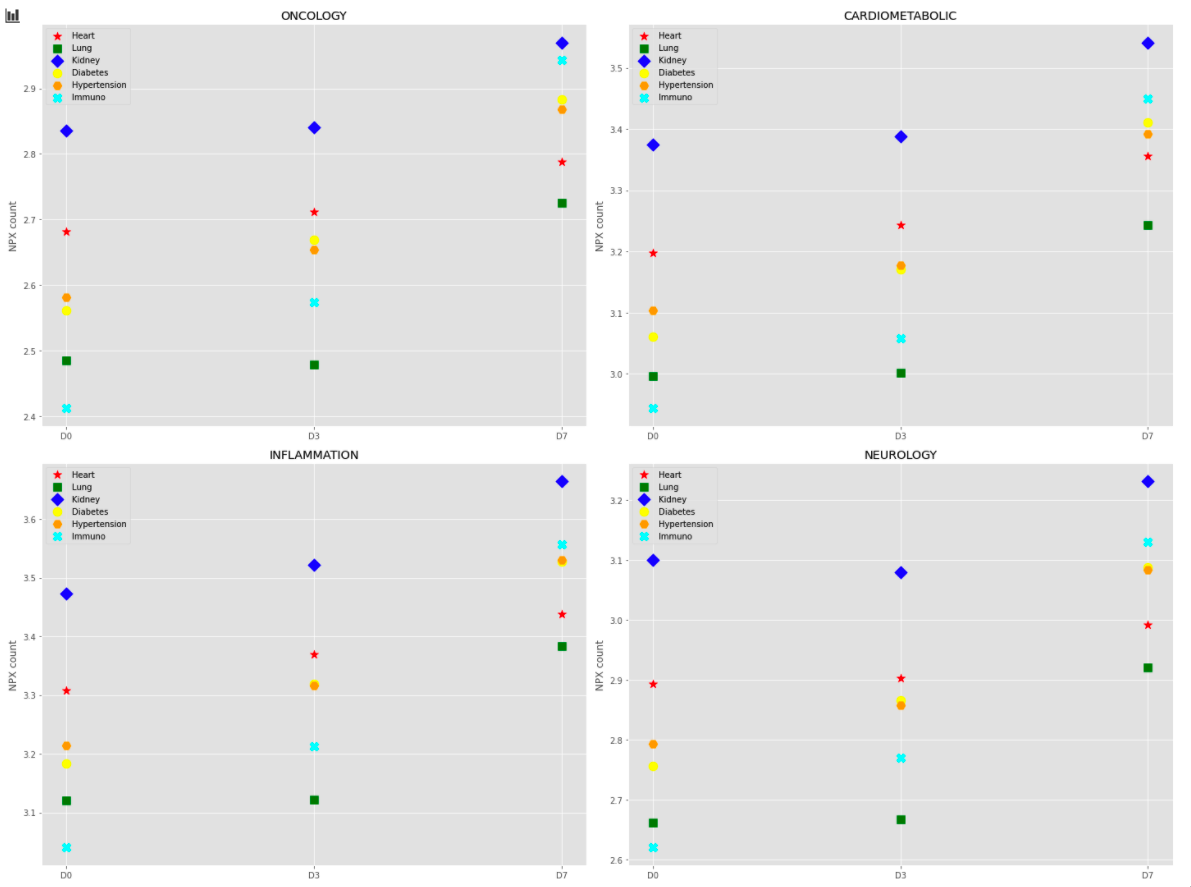 ONCOLOGY
Heart
Lung
Kidney
Diabetes
Hypertension
Immuno
NPX count
2.9
2.8
2.7
2.6
2.5
2.4
D0 D3 D7
CARDIOMETABOLIC
Heart
Lung
Kidney
Diabetes
Hypertension
Immuno
NPX count
3.5
3.4
3.3
3.2
3.1
3.0
D0 D3 D7
INFLAMMATION
Heart
Lung
Kidney
Diabetes
Hypertension
Immuno
NPX count
3.6
3.5
3.4
3.3
3.2
3.1
D0 D3 D7
NEUROLOGY
Heart
Lung
Kidney
Diabetes
Hypertension
Immuno
NPX count
3.2
3.1
3.0
2.9
2.8
2.7
2.6
D0 D3 D7